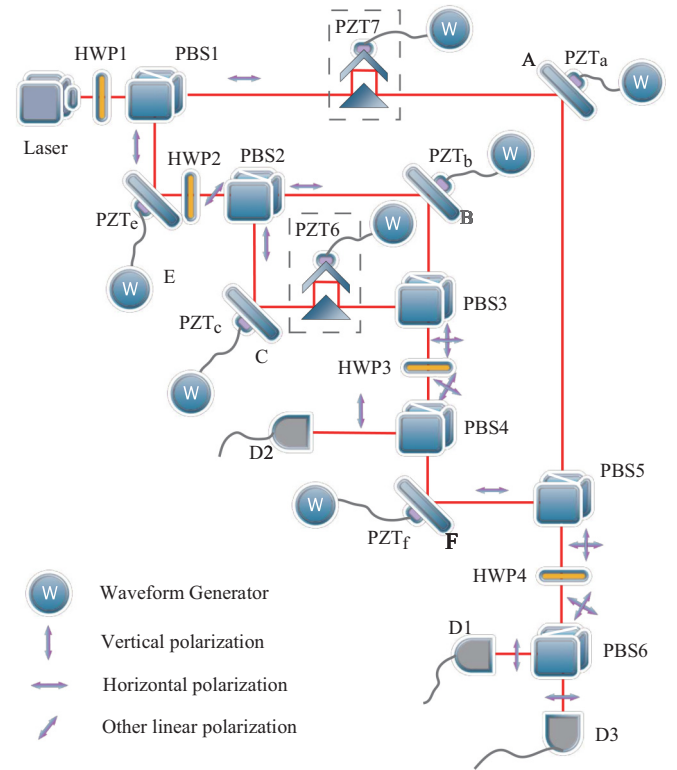 PZT7
W
HWP1
PBS1
A
PZTa
W
Laser
HWP2
PBS2
PZTb
W
PZTe
B
W
E
PZT6
W
PZTc
C
PBS3
W
HWP3
D2
PBS4
W
PZTf
F
PBS5
HWP4
W
Waveform Generator
D1
PBS6
Vertical polarization
Horizontal polarization
Other linear polarization
D3